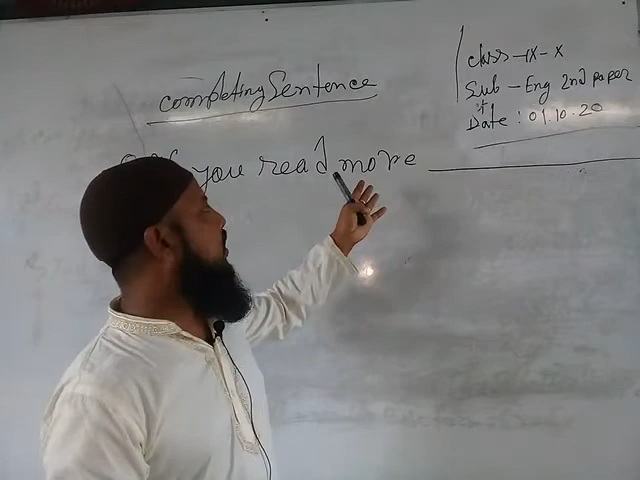 completing Sentence
class - IX - X
Sub - Eng 2nd paper
Date : 01.10.20
you read more